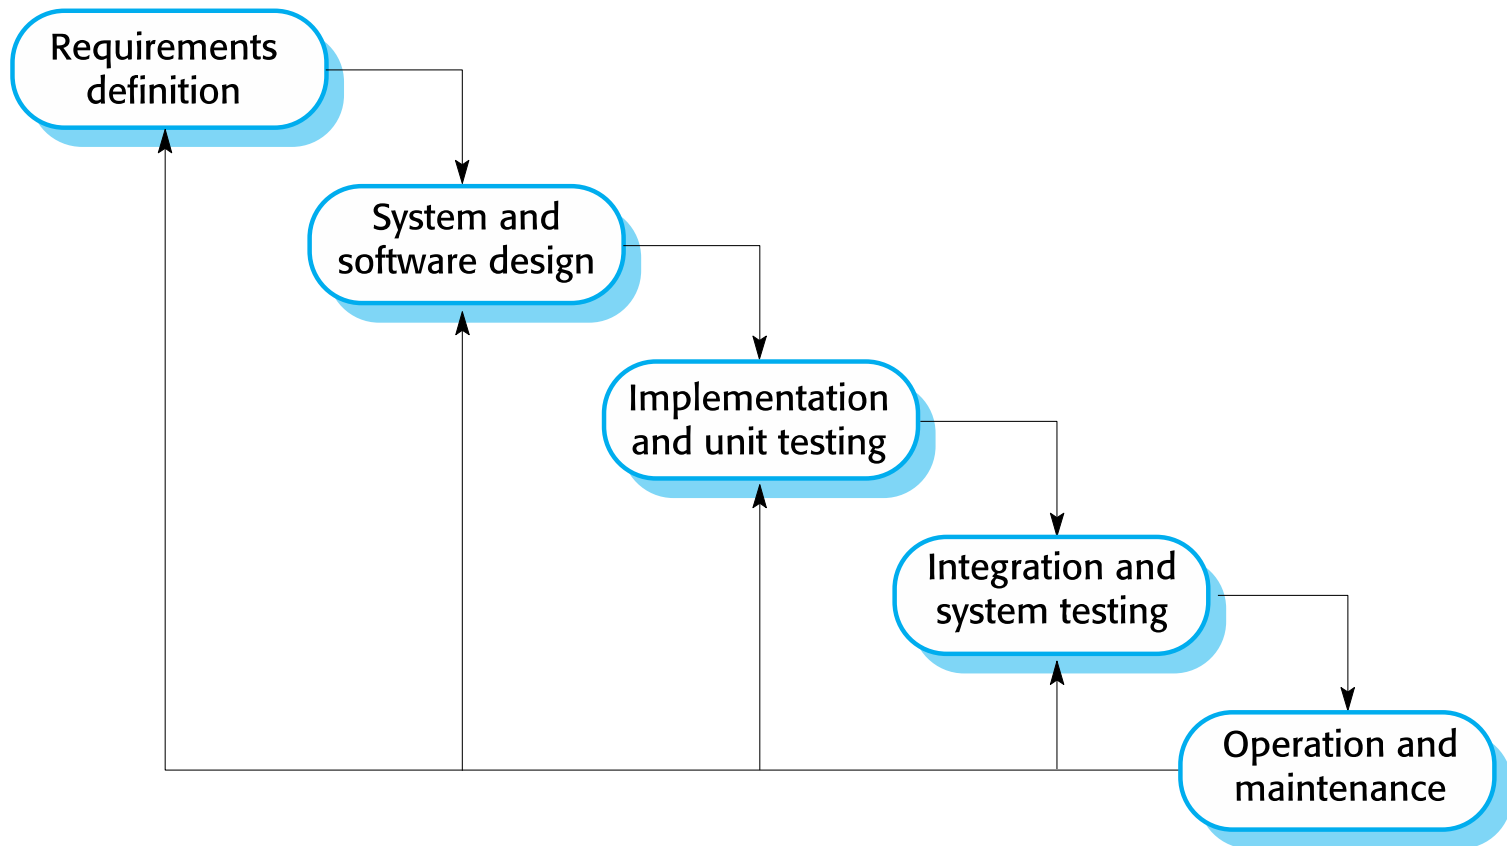 Requirements
definition
System and
software design
Implementation
and unit testing
Integration and
system testing
Operation and
maintenance